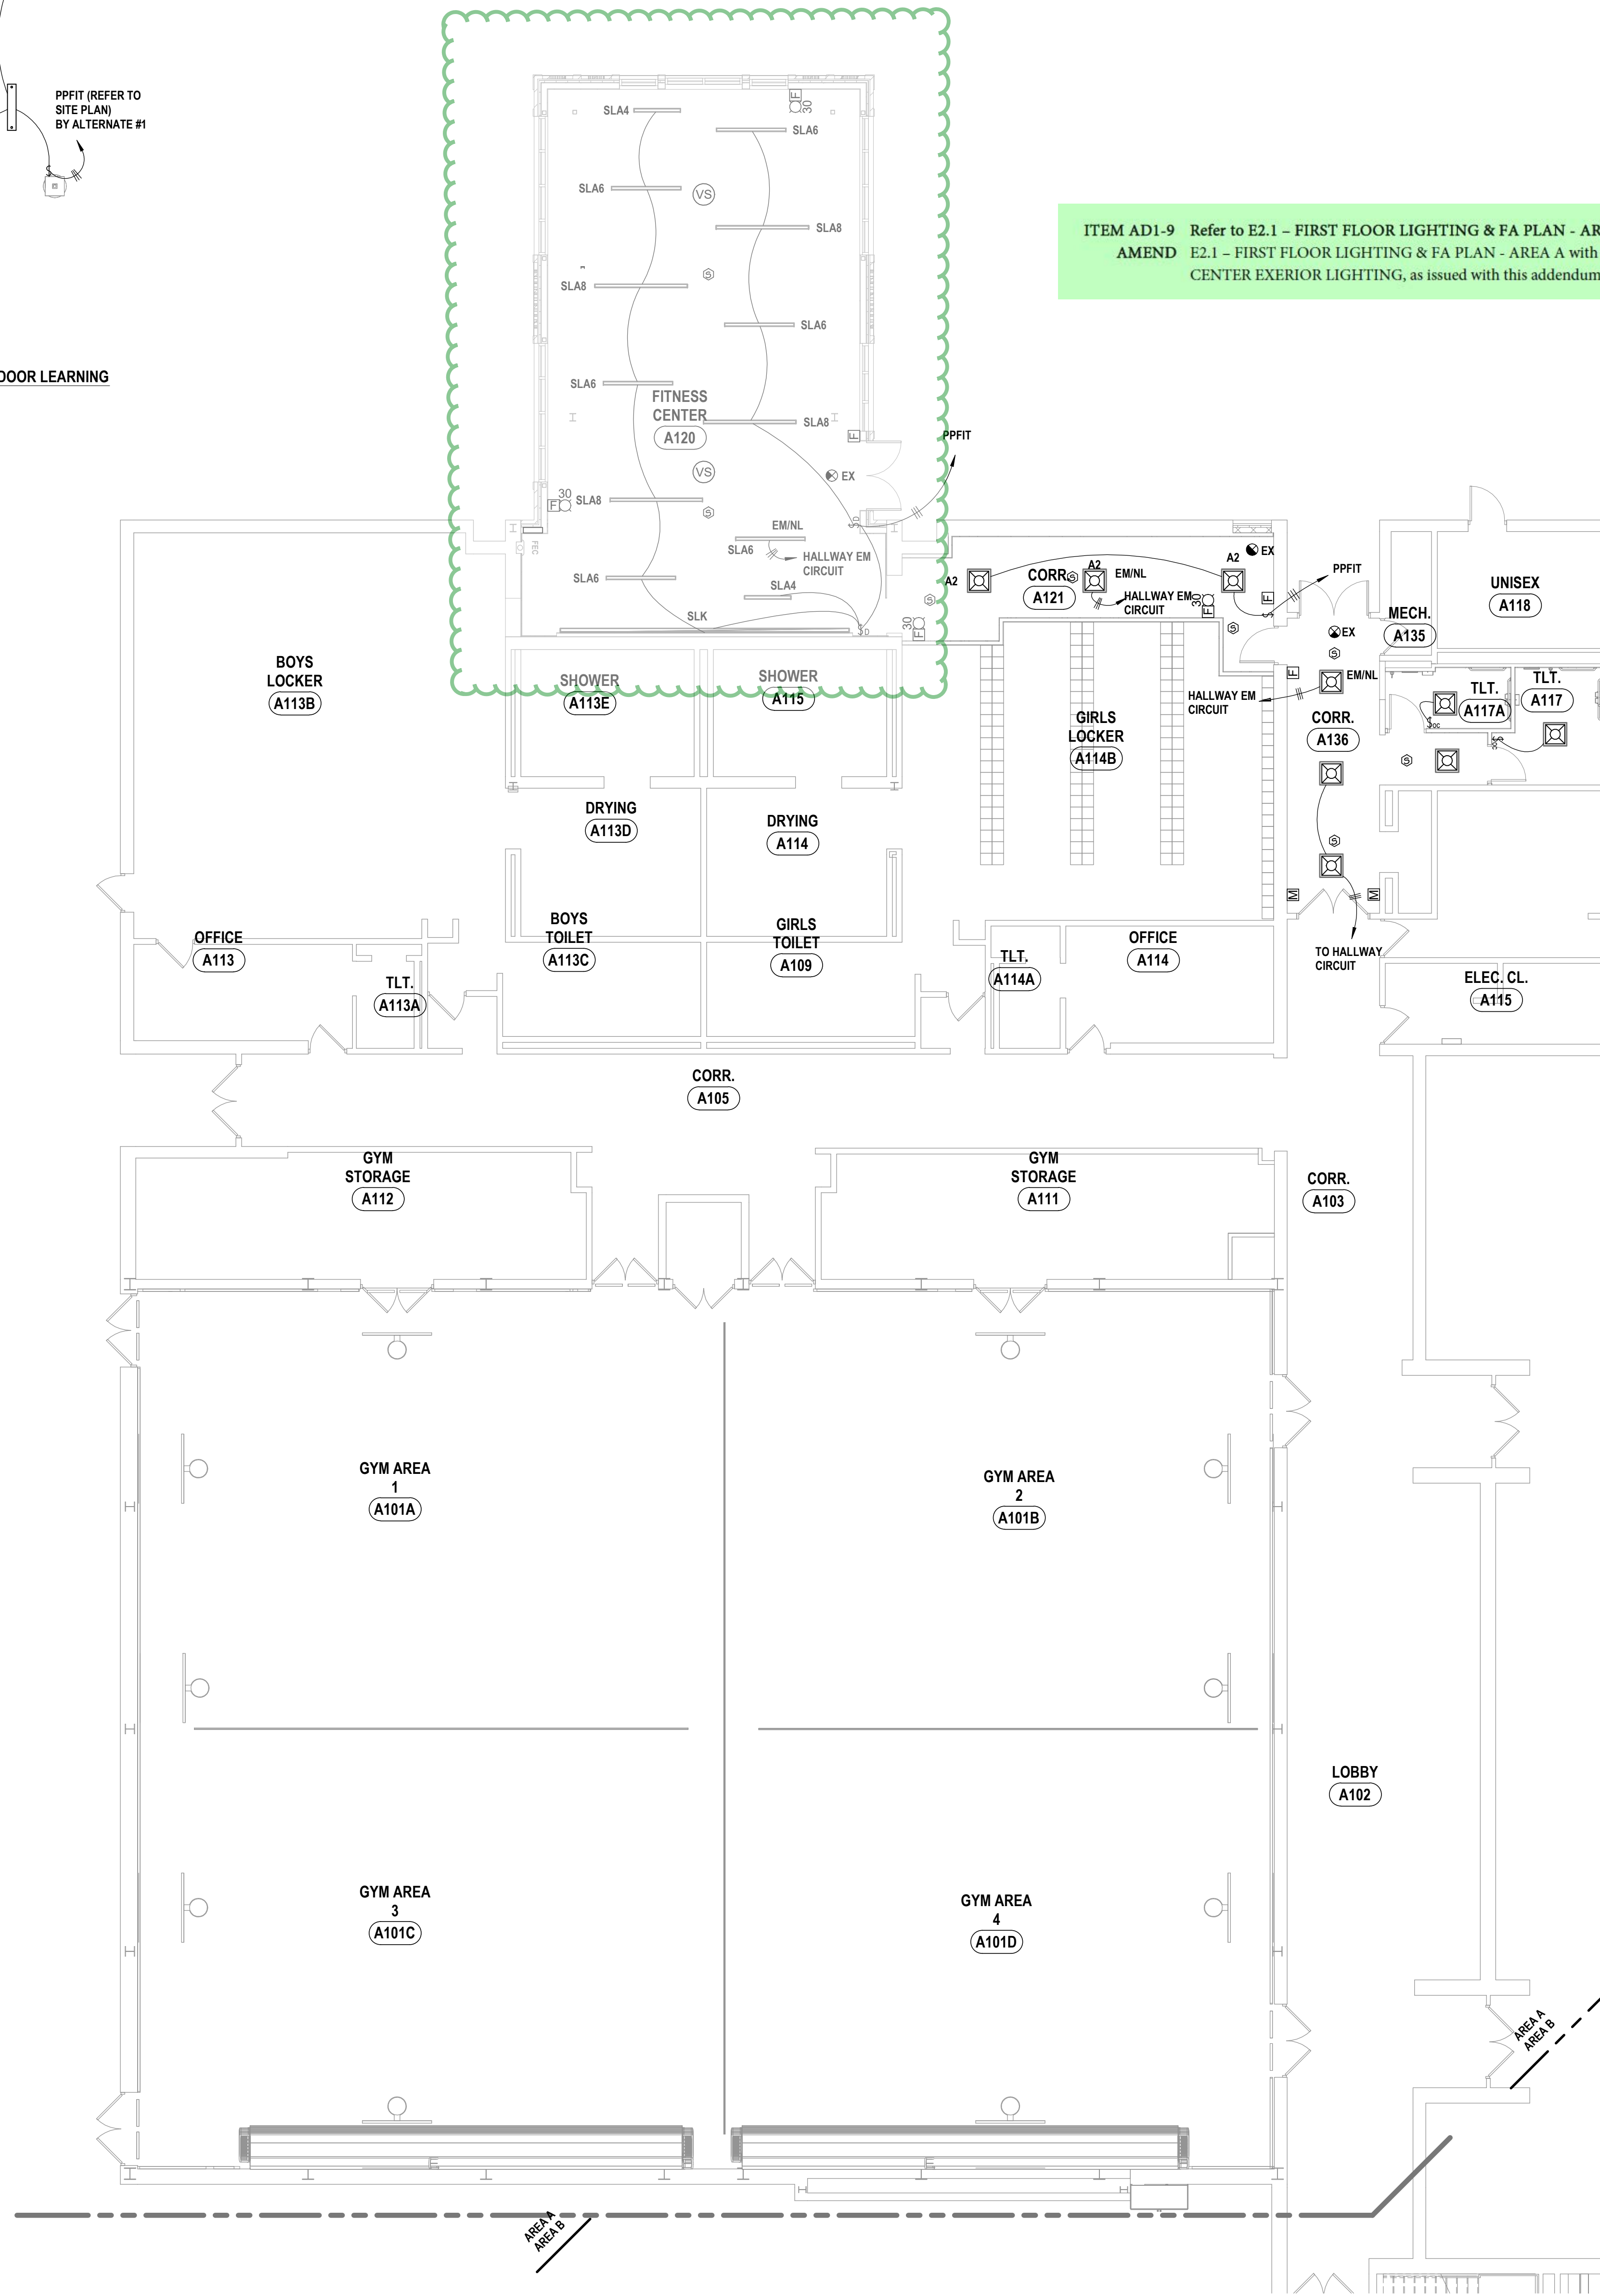 PPFIT (REFER TO
SITE PLAN)
BY ALTERNATE #1
DOOR LEARNING
ITEM AD1-9 Refer to E2.1 – FIRST FLOOR LIGHTING & FA PLAN - AR
AMEND E2.1 – FIRST FLOOR LIGHTING & FA PLAN - AREA A with
CENTER EXERIOR LIGHTING, as issued with this addendum
SLA4
F
30
SLA6
SLA6
VS
SLA8
S
SLA8
SLA6
SLA6
FITNESS
CENTER
A120
SLA8
F
PPFIT
VS
EX
30
F
SLA8
S
D
EM/NL
SLA6
HALLWAY EM
CIRCUIT
FEC
SLA6
SLA4
SLK
D
S
30
F
A2
CORR.
A121
S
A2
EM/NL
HALLWAY EM
CIRCUIT
30
F
A2
EX
PPFIT
F
S
EX
S
MECH.
A135
UNISEX
A118
F
EM/NL
HALLWAY EM
CIRCUIT
CORR.
A136
TLT.
A117A
TLT.
A117
OC
OC
S
S
M
M
TO HALLWAY
CIRCUIT
BOYS
LOCKER
A113B
SHOWER
A113E
SHOWER
A115
GIRLS
LOCKER
A114B
DRYING
A113D
DRYING
A114
OFFICE
A113
BOYS
TOILET
A113C
GIRLS
TOILET
A109
TLT.
A113A
TLT.
A114A
OFFICE
A114
ELEC. CL.
A115
CORR.
A105
GYM
STORAGE
A112
GYM
STORAGE
A111
CORR.
A103
GYM AREA
1
A101A
GYM AREA
2
A101B
LOBBY
A102
GYM AREA
3
A101C
GYM AREA
4
A101D
AREA A
AREA B
AREA A
AREA B